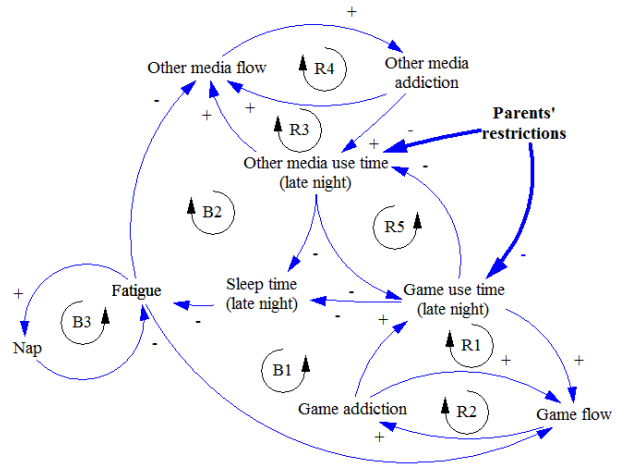 +
Other media flow
R4
Other media
addiction
-
+
+
R3
Parents'
restrictions
-
+
Other media use time
(late night)
-
B2
R5
-
Sleep time
(late night)
-
Game use time
(late night)
-
+
Fatigue
B3
-
-
+
Nap
-
B1
R1
+
+
Game addiction
R2
Game flow
+